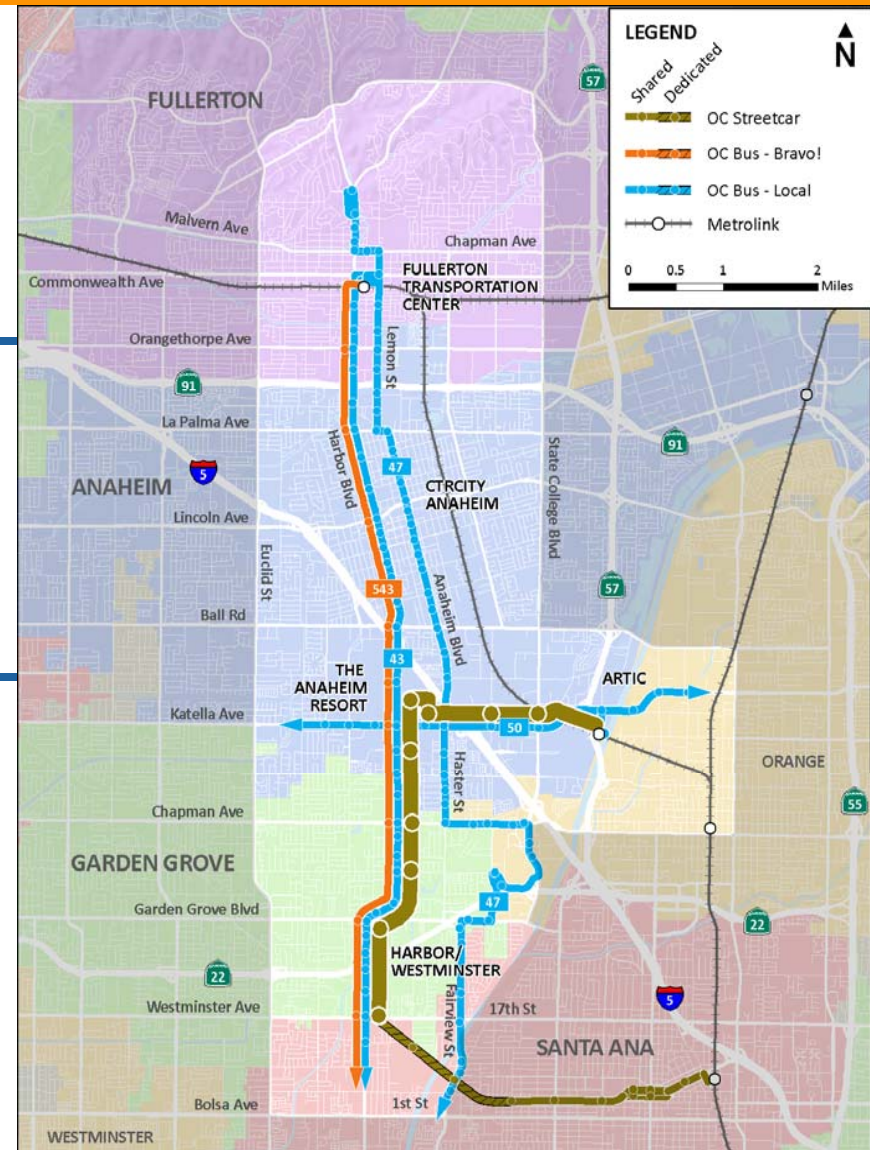 LEGEND
N
Shared
Dedicated
OC Streetcar
OC Bus - Bravo!
OC Bus - Local
Metrolink
0 0.5 1 2
Miles
57
FULLERTON
Malvern Ave
Chapman Ave
Commonwealth Ave
FULLERTON
TRANSPORTATION
CENTER
Orangethorpe Ave
Lemon St
91
La Palma Ave
91
Harbor Blvd
47
5
ANAHEIM
CTRCITY
ANAHEIM
State College Blvd
Lincoln Ave
Euclid St
543
Anaheim Blvd
57
Ball Rd
43
THE
ANAHEIM
RESORT
ARTIC
Katella Ave
50
Haster St
ORANGE
55
Chapman Ave
GARDEN GROVE
47
Garden Grove Blvd
22
HARBOR/
WESTMINSTER
22
Fairview St
5
Westminster Ave
17th St
SANTA ANA
Bolsa Ave
1st St
WESTMINSTER